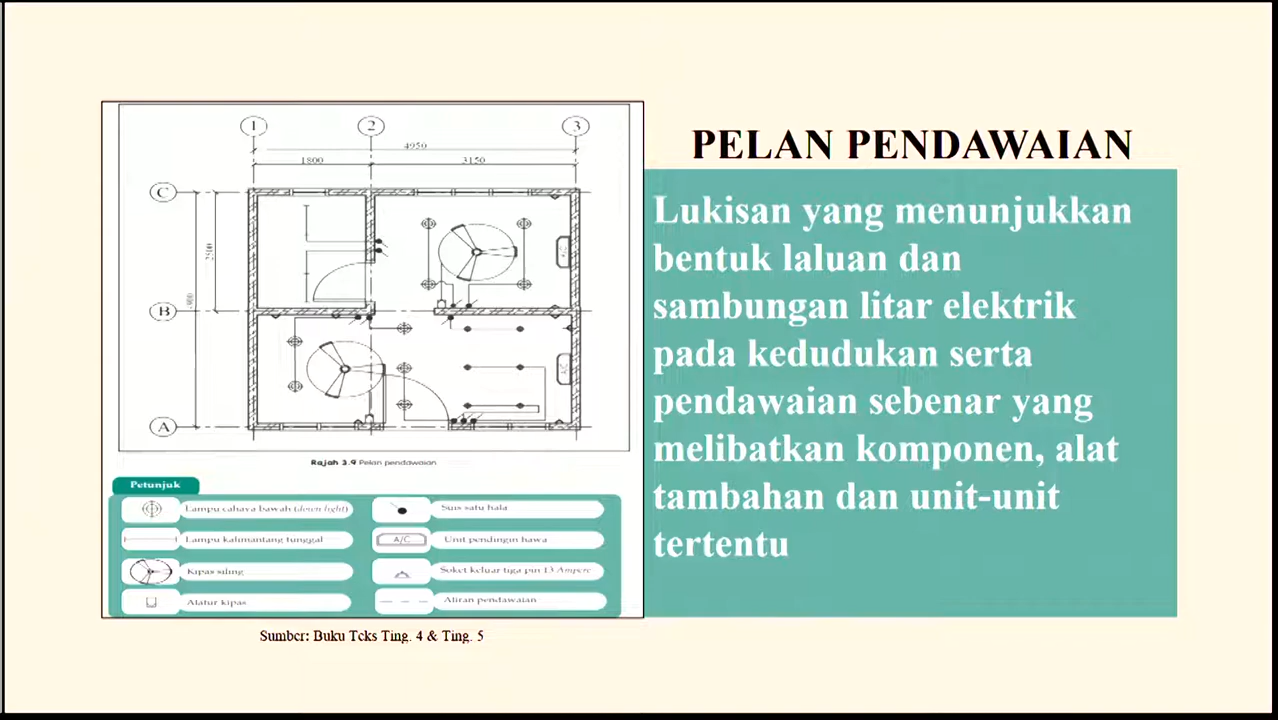 1
2
3
4950
1800
3150
C
2500
B
A
A/C
A/C
Rajah 3.9 Pelan pendawaian
PELAN PENDAWAIAN
Lukisan yang menunjukkan
bentuk laluan dan
sambungan litar elektrik
pada kedudukan serta
pendawaian sebenar yang
melibatkan komponen, alat
tambahan dan unit-unit
tertentu
Petunjuk
Lampu cahaya bawah (down light)
Suis satu hala
Lampu kalimantang tunggal
A/C
Unit pendingin hawa
Kipas siling
Soket keluar tiga pin 13 Ampere
Alatur kipas
Aliran pendawaian
Sumber: Buku Teks Ting. 4 & Ting. 5